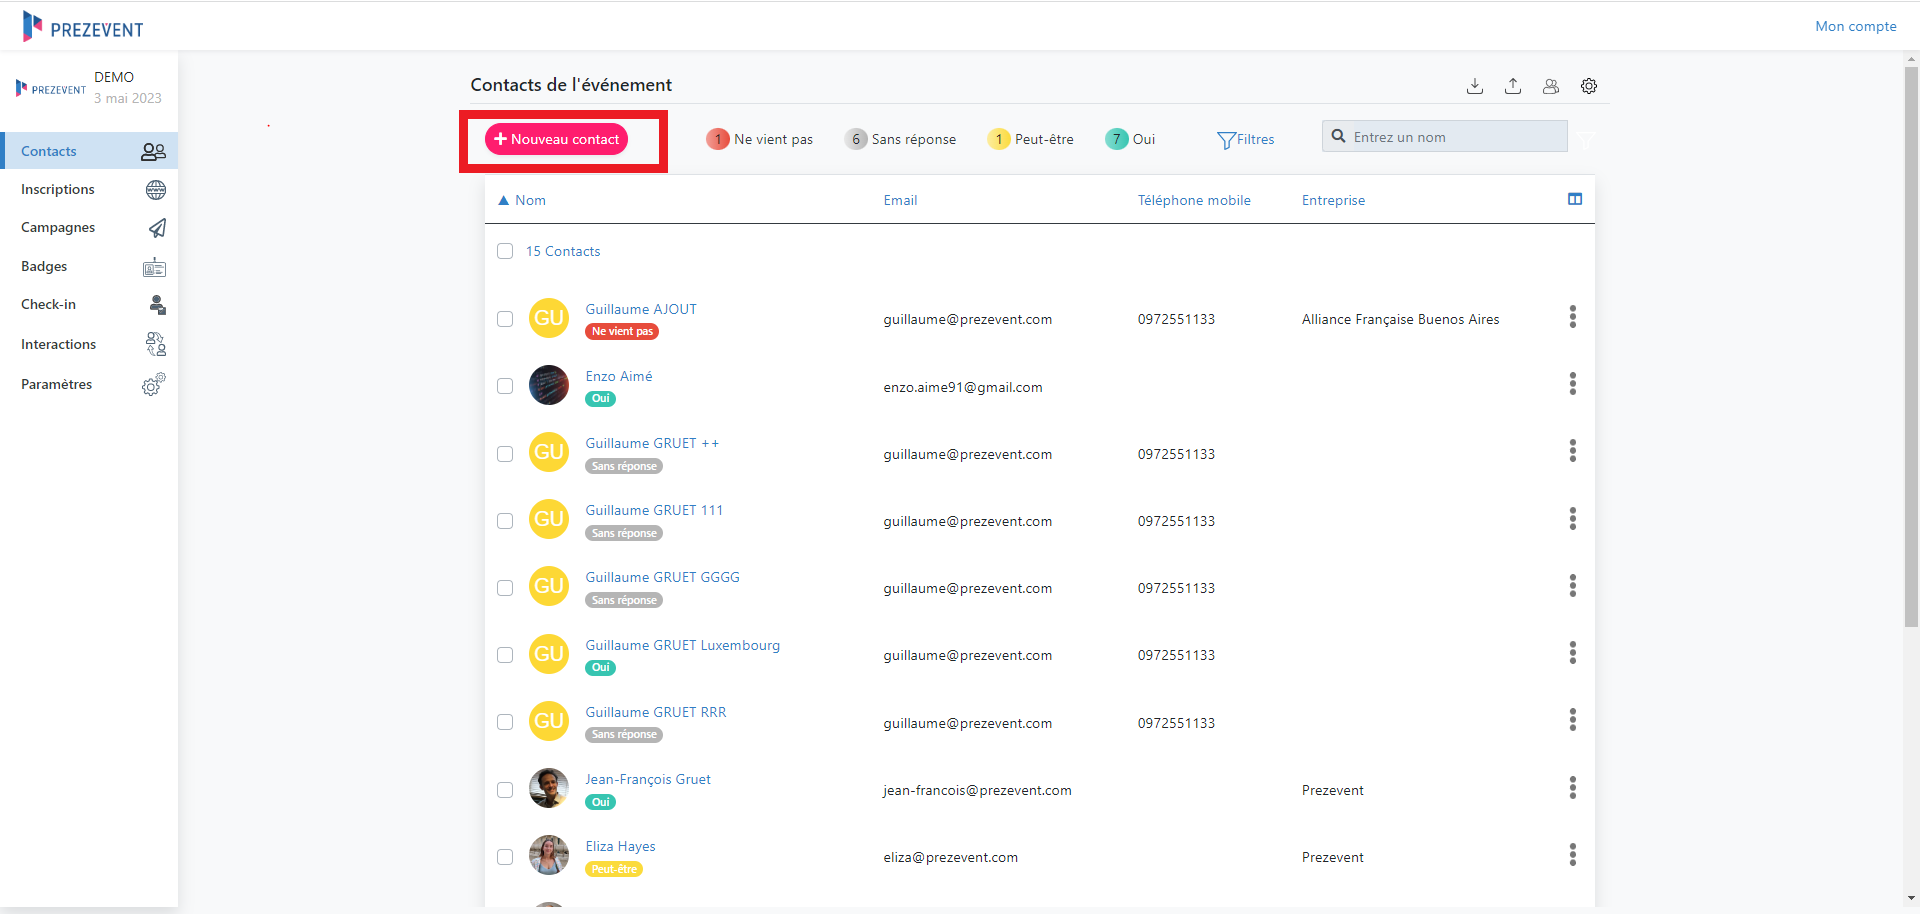 PREZEVENT
Mon compte
PREZEVENT
DEMO
3 mai 2023
Contacts
Inscriptions
Campagnes
Badges
Check-in
Interactions
Paramètres
Contacts de l'événement
+ Nouveau contact
1 Ne vient pas
6 Sans réponse
1 Peut-être
7 Oui
Filtres
Entrez un nom
▲ Nom Email Téléphone mobile Entreprise
15 Contacts
GU Guillaume AJOUT guillaume@prezevent.com 0972551133 Alliance Française Buenos Aires
Ne vient pas
Enzo Aimé enzo.aime91@gmail.com
Oui
GU Guillaume GRUET ++ guillaume@prezevent.com 0972551133
Sans réponse
GU Guillaume GRUET 111 guillaume@prezevent.com 0972551133
Sans réponse
GU Guillaume GRUET GGGG guillaume@prezevent.com 0972551133
Sans réponse
GU Guillaume GRUET Luxembourg guillaume@prezevent.com 0972551133
Oui
GU Guillaume GRUET RRR guillaume@prezevent.com 0972551133
Sans réponse
Jean-François Gruet jean-francois@prezevent.com Prezevent
Oui
Eliza Hayes eliza@prezevent.com Prezevent
Peut-être